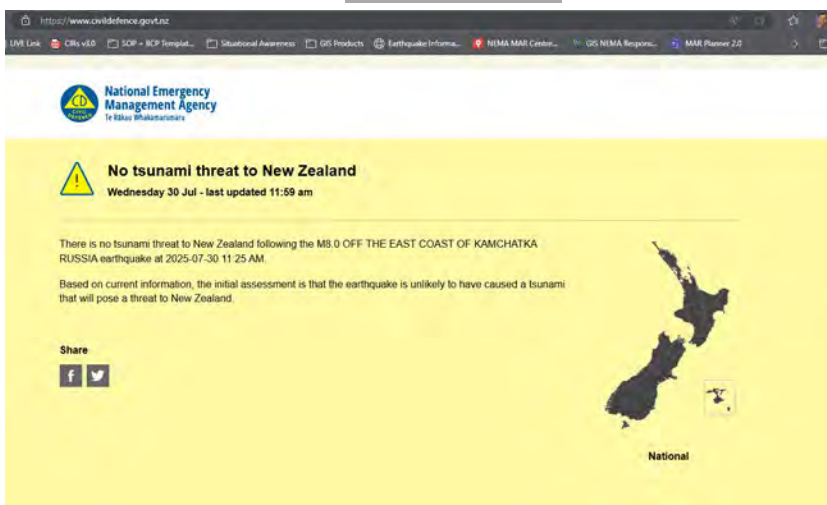 https://www.civildefence.govt.nz
LIVE Link CIRs v3.0 SOP + BCP Templat... Situational Awareness GIS Products Earthquake Informa... NEMA MAR Centre... GIS NEMA Respons... MAR Planner 2.0
CD
CIVIL
DEFENCE
National Emergency
Management Agency
Te Rākau Whakamarumaru
No tsunami threat to New Zealand
Wednesday 30 Jul - last updated 11:59 am
There is no tsunami threat to New Zealand following the M8.0 OFF THE EAST COAST OF KAMCHATKA
RUSSIA earthquake at 2025-07-30 11:25 AM.
Based on current information, the initial assessment is that the earthquake is unlikely to have caused a tsunami
that will pose a threat to New Zealand.
Share
National